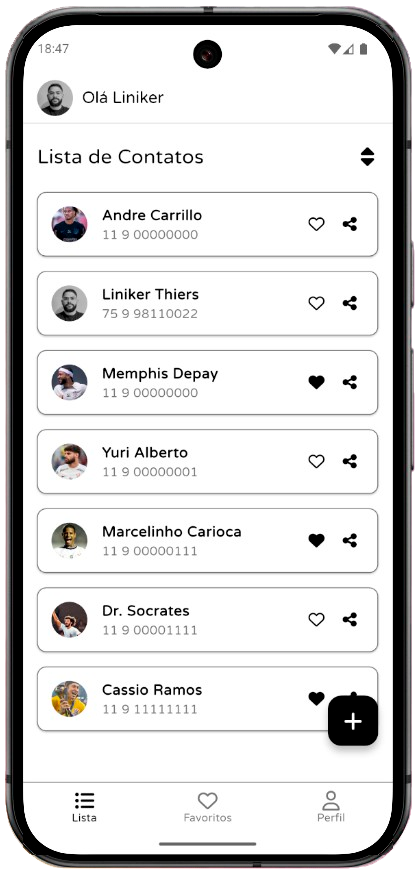 18:47
Olá Liniker
Lista de Contatos
Andre Carrillo
11 9 00000000
Liniker Thiers
75 9 98110022
Memphis Depay
11 9 00000000
Yuri Alberto
11 9 00000001
Marcelinho Carioca
11 9 00000111
Dr. Socrates
11 9 00001111
Cassio Ramos
11 9 11111111
Lista Favoritos Perfil